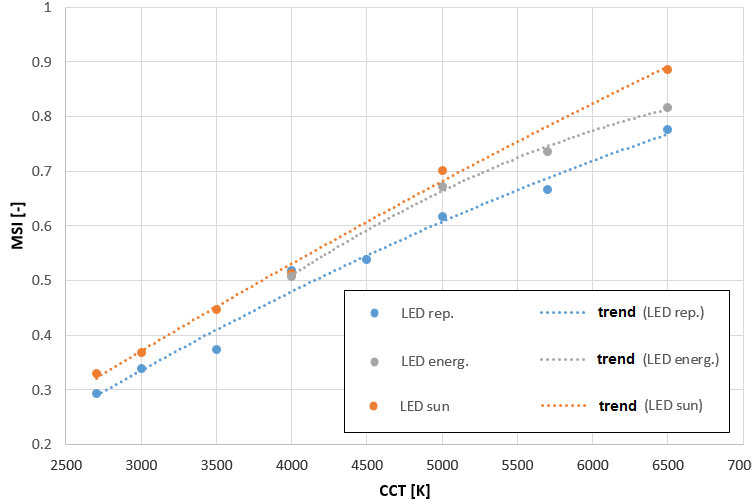 1
0.9
0.8
0.7
0.6
0.5
0.4
0.3
0.2
MSI [-]
LED rep. trend (LED rep.)
LED energ. trend (LED energ.)
LED sun trend (LED sun)
2500 3000 3500 4000 4500 5000 5500 6000 6500 700
CCT [K]